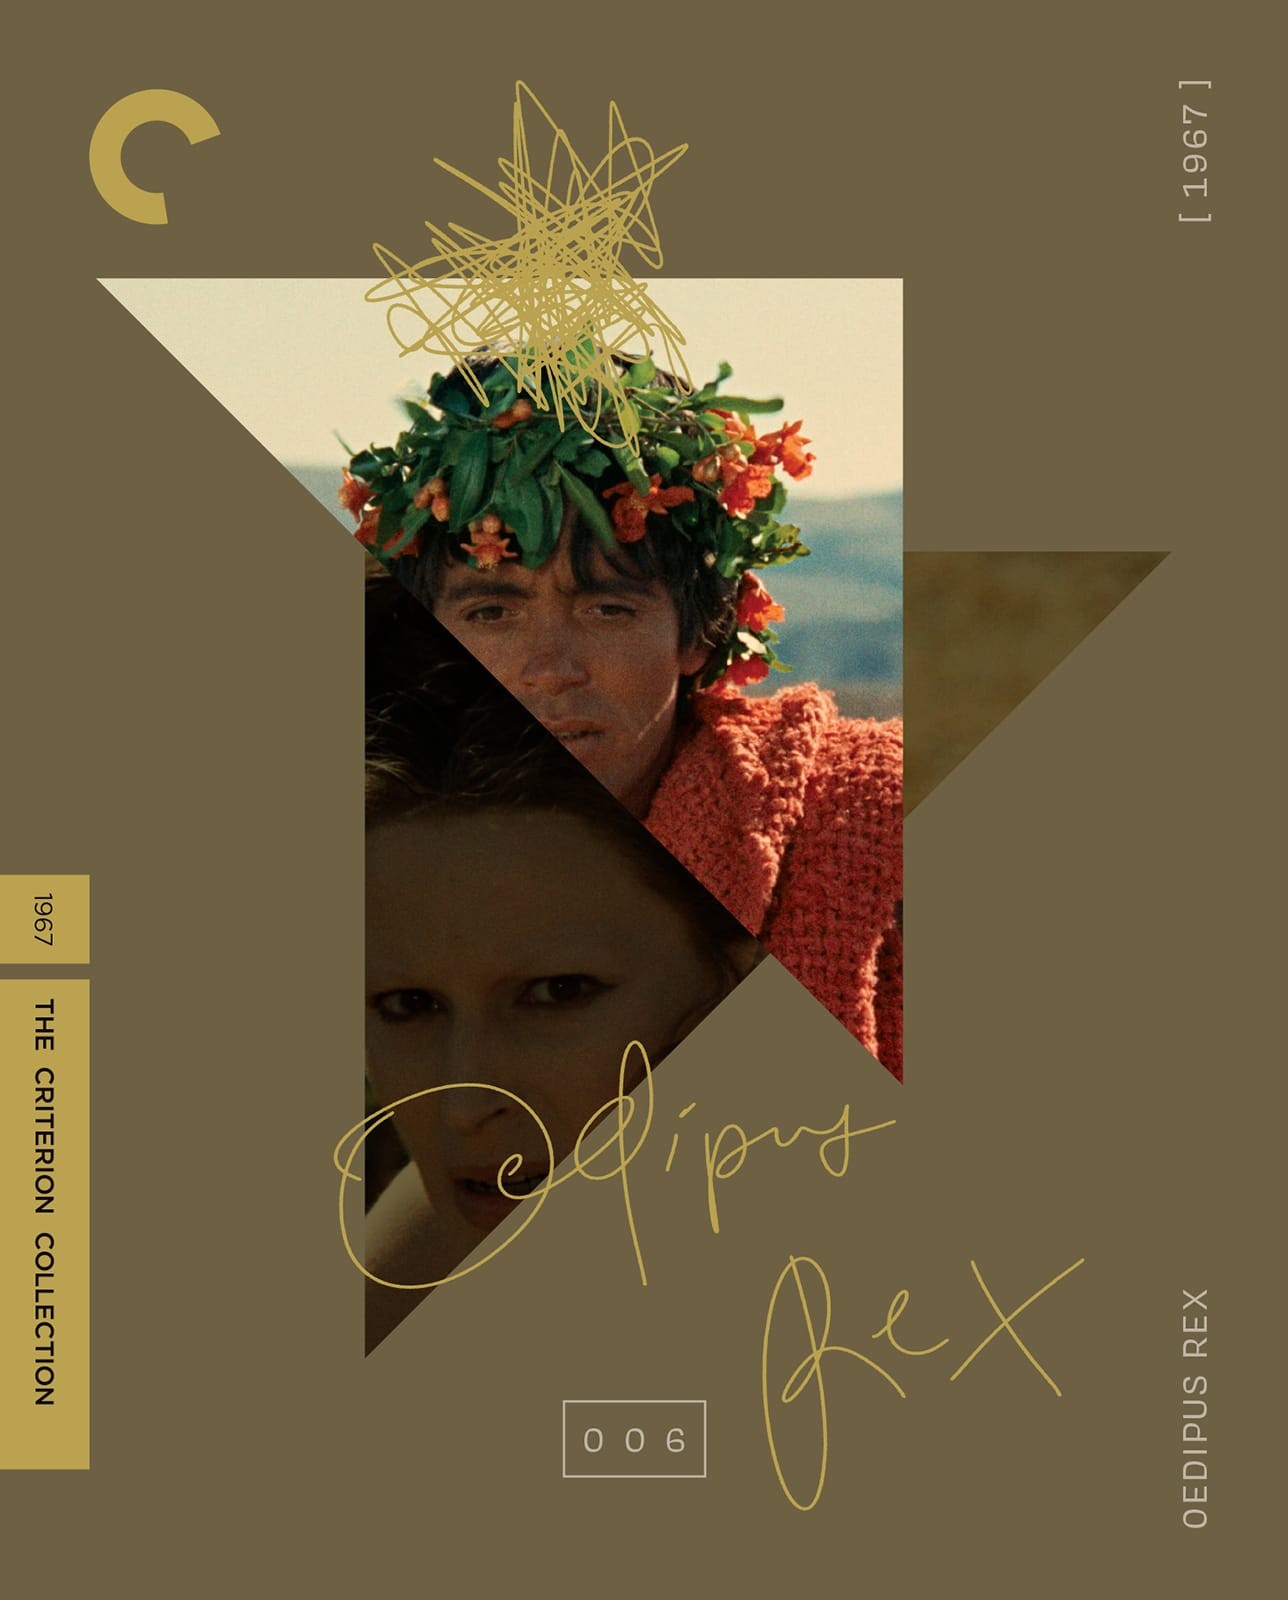 [ 1967 ]
1967
THE CRITERION COLLECTION
Oedipus
Rex
006
OEDIPUS REX